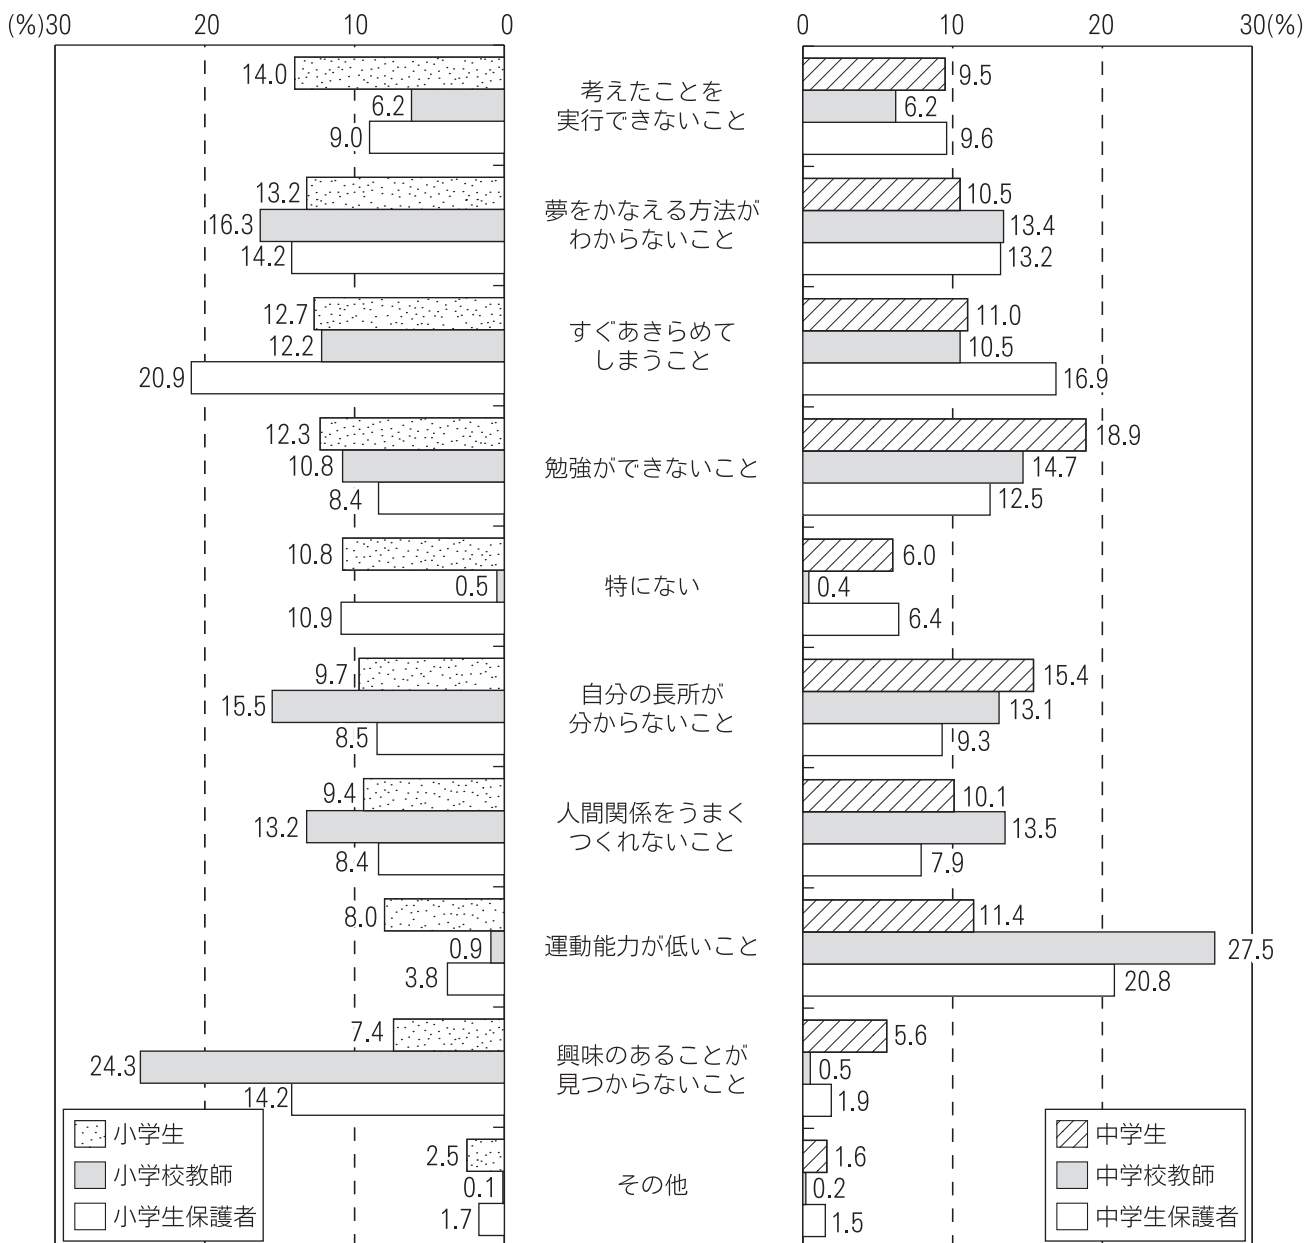 (%)30 20 10 0 0 10 20 30(%)
14.0 9.5
6.2 考えたことを 6.2
9.0 実行できないこと 9.6
13.2 10.5
16.3 夢をかなえる方法が 13.4
14.2 わからないこと 13.2
12.7 11.0
12.2 すぐあきらめて 10.5
20.9 しまうこと 16.9
12.3 18.9
10.8 勉強ができないこと 14.7
8.4 12.5
10.8 6.0
0.5 特にない 0.4
10.9 6.4
9.7 15.4
15.5 自分の長所が 13.1
8.5 分からないこと 9.3
9.4 10.1
13.2 人間関係をうまく 13.5
8.4 つくれないこと 7.9
8.0 11.4
0.9 運動能力が低いこと 27.5
3.8 20.8
7.4 5.6
24.3 興味のあることが 0.5
14.2 見つからないこと 1.9
2.5 1.6
0.1 その他 0.2
1.7 1.5
小学生
小学校教師
小学生保護者
中学生
中学校教師
中学生保護者